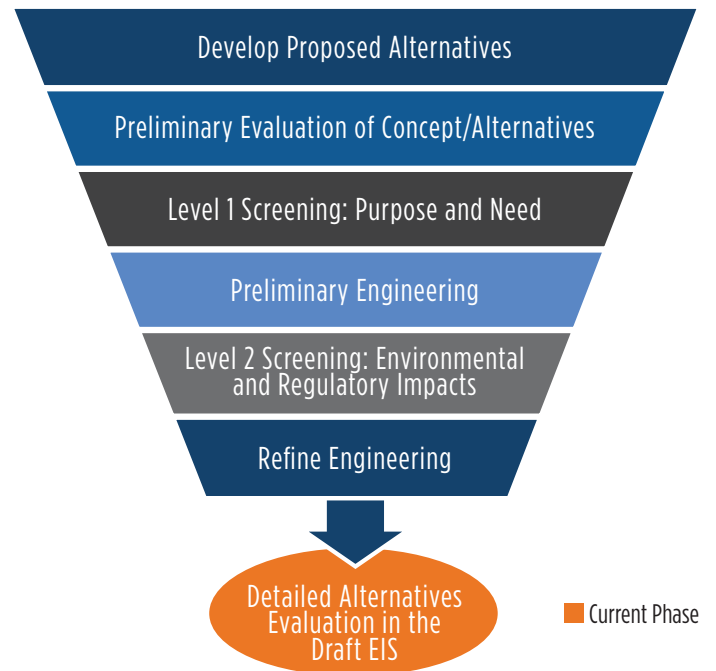 Develop Proposed Alternatives
Preliminary Evaluation of Concept/Alternatives
Level 1 Screening: Purpose and Need
Preliminary Engineering
Level 2 Screening: Environmental
and Regulatory Impacts
Refine Engineering
Detailed Alternatives
Evaluation in the
Draft EIS
Current Phase